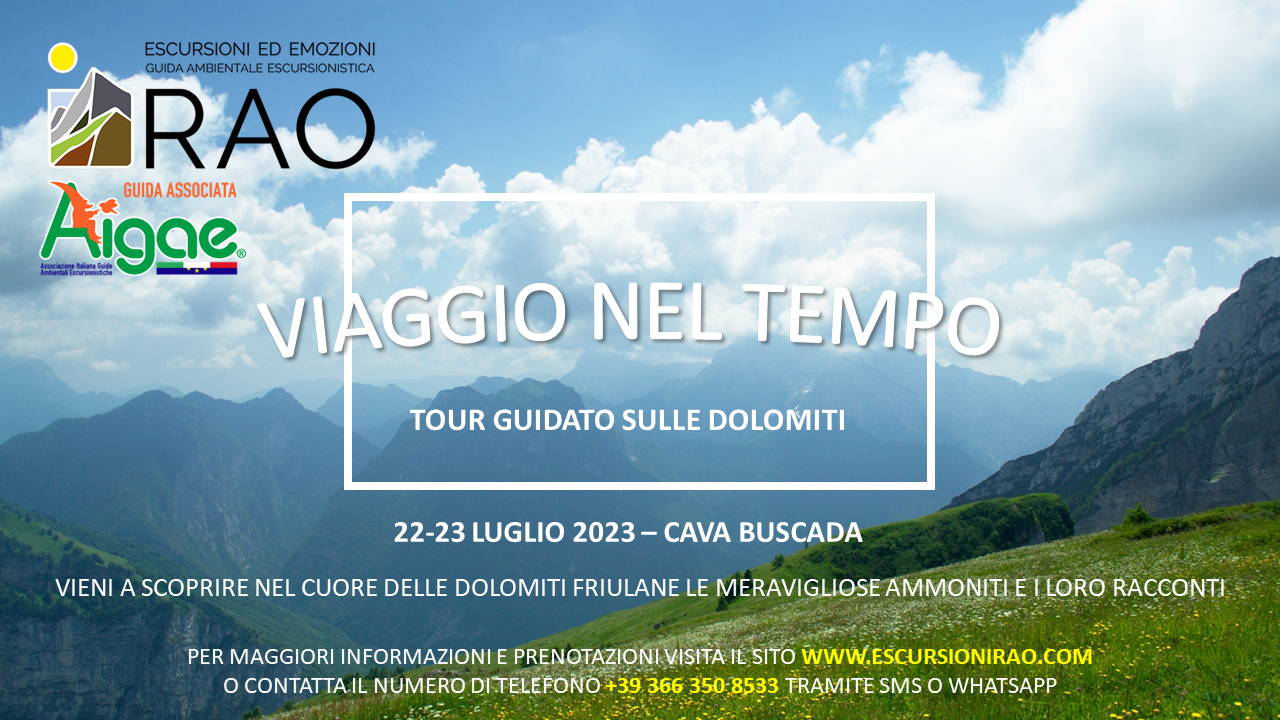 ESCURSIONI ED EMOZIONI
GUIDA AMBIENTALE ESCURSIONISTICA
RAO
GUIDA ASSOCIATA
Aigae®
Associazione Italiana Guide
Ambientali Escursionistiche
VIAGGIO NEL TEMPO
TOUR GUIDATO SULLE DOLOMITI
22-23 LUGLIO 2023 – CAVA BUSCADA
VIENI A SCOPRIRE NEL CUORE DELLE DOLOMITI FRIULANE LE MERAVIGLIOSE AMMONITI E I LORO RACCONTI
PER MAGGIORI INFORMAZIONI E PRENOTAZIONI VISITA IL SITO WWW.ESCURSIONIRAO.COM
O CONTATTA IL NUMERO DI TELEFONO +39 366 350 8533 TRAMITE SMS O WHATSAPP